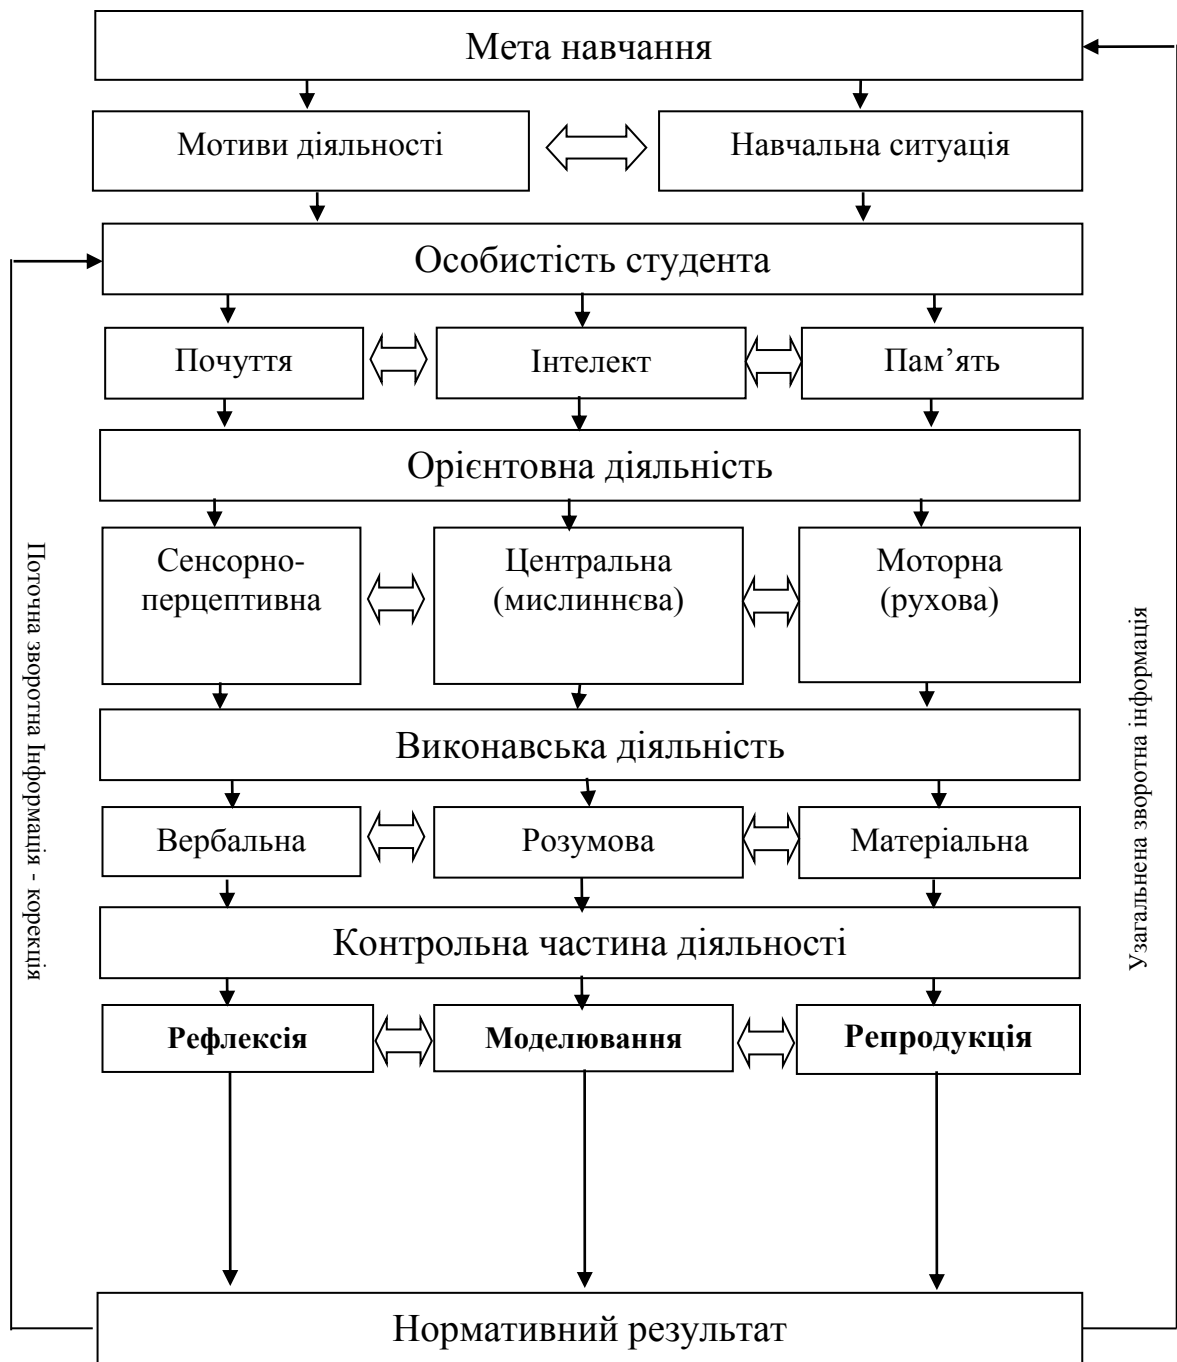 Мета навчання
Мотиви діяльності
Навчальна ситуація
Особистість студента
Почуття
Інтелект
Пам’ять
Орієнтовна діяльність
Сенсорно-
перцептивна
Центральна
(мислиннєва)
Моторна
(рухова)
Виконавська діяльність
Вербальна
Розумова
Матеріальна
Контрольна частина діяльності
Рефлексія
Моделювання
Репродукція
Нормативний результат
Поточна зворотна Інформація - корекція
Узагальнена зворотна інформація